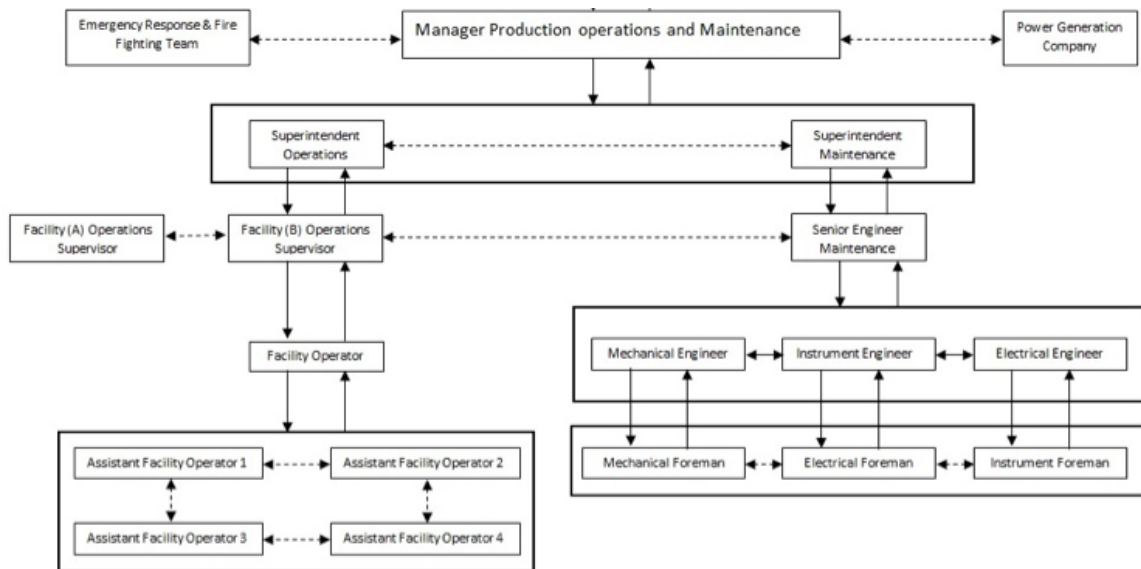 Emergency Response & Fire
Fighting Team
Manager Production operations and Maintenance
Power Generation
Company
Superintendent
Operations
Superintendent
Maintenance
Facility (A) Operations
Supervisor
Facility (B) Operations
Supervisor
Senior Engineer
Maintenance
Facility Operator
Mechanical Engineer
Instrument Engineer
Electrical Engineer
Assistant Facility Operator 1
Assistant Facility Operator 2
Mechanical Foreman
Electrical Foreman
Instrument Foreman
Assistant Facility Operator 3
Assistant Facility Operator 4